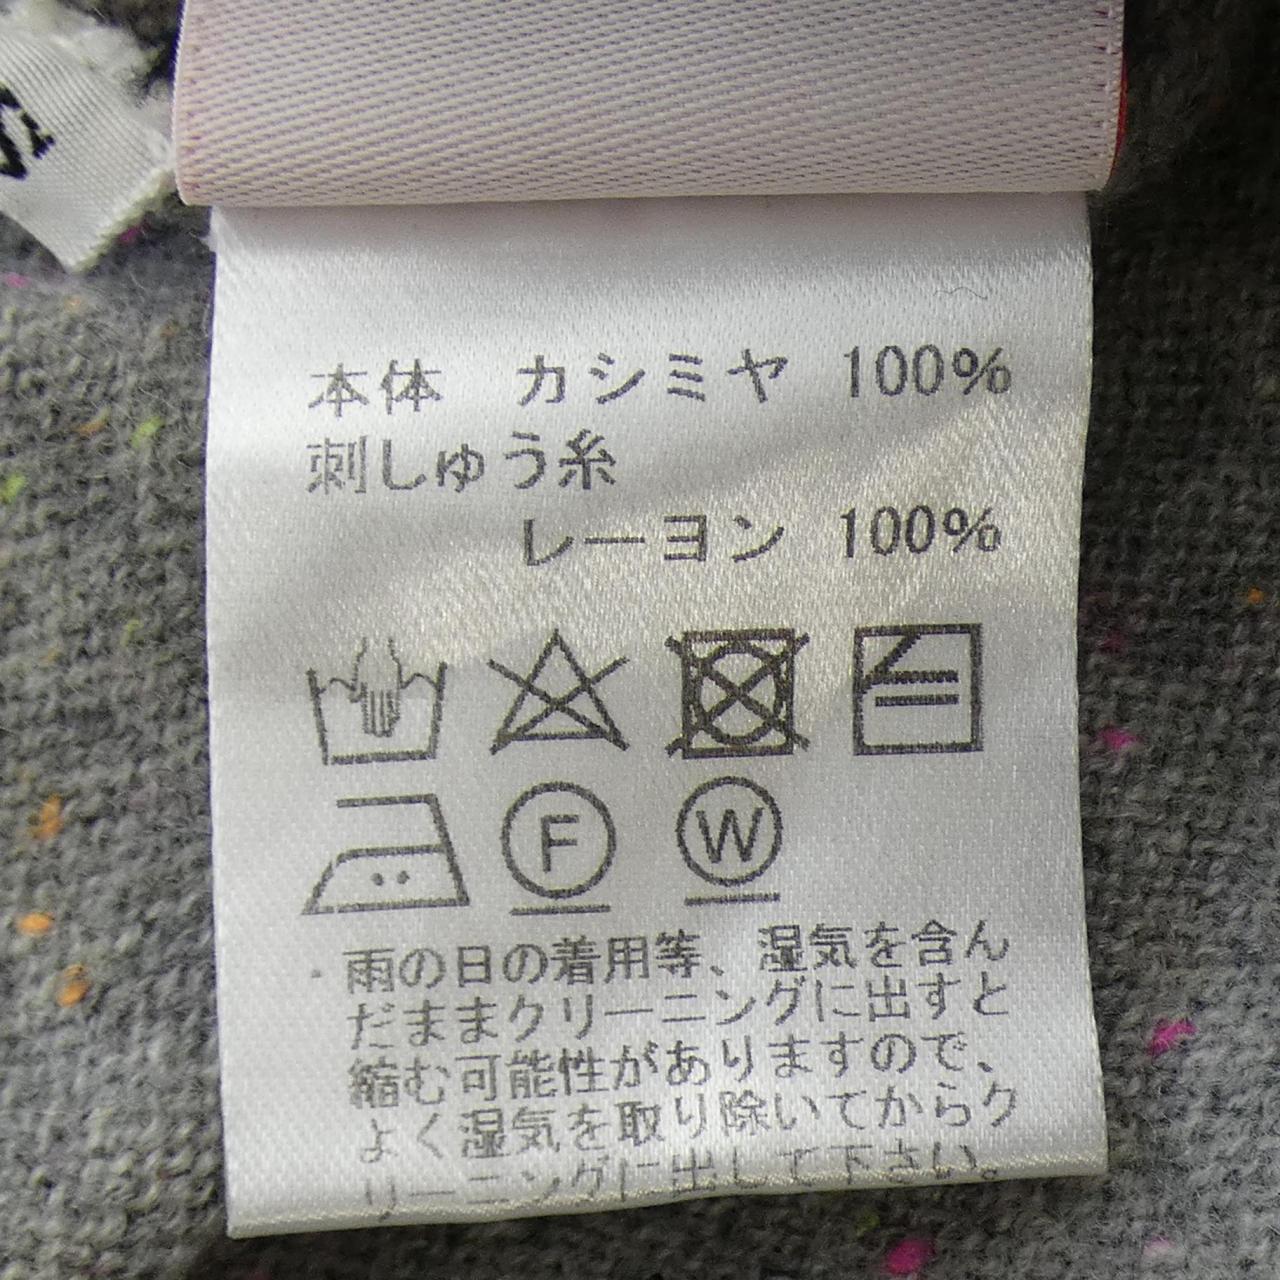 本体 カシミヤ 100%
刺しゅう糸
レーヨン 100%
F W
・雨の日の着用等、湿気を含ん
だままクリーニングに出すと
縮む可能性がありますので、
よく湿気を取り除いてからク
リーニングに出して下さい。